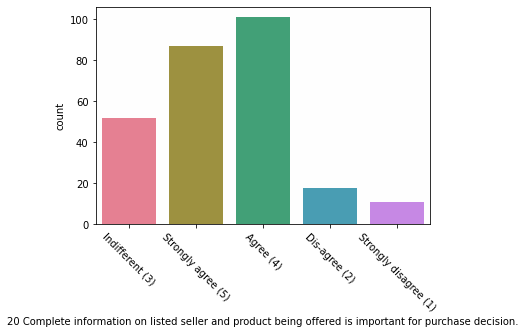 100
80
60
40
20
0
count
Indifferent (3)
Strongly agree (5)
Agree (4)
Dis-agree (2)
Strongly disagree (1)
20 Complete information on listed seller and product being offered is important for purchase decision.